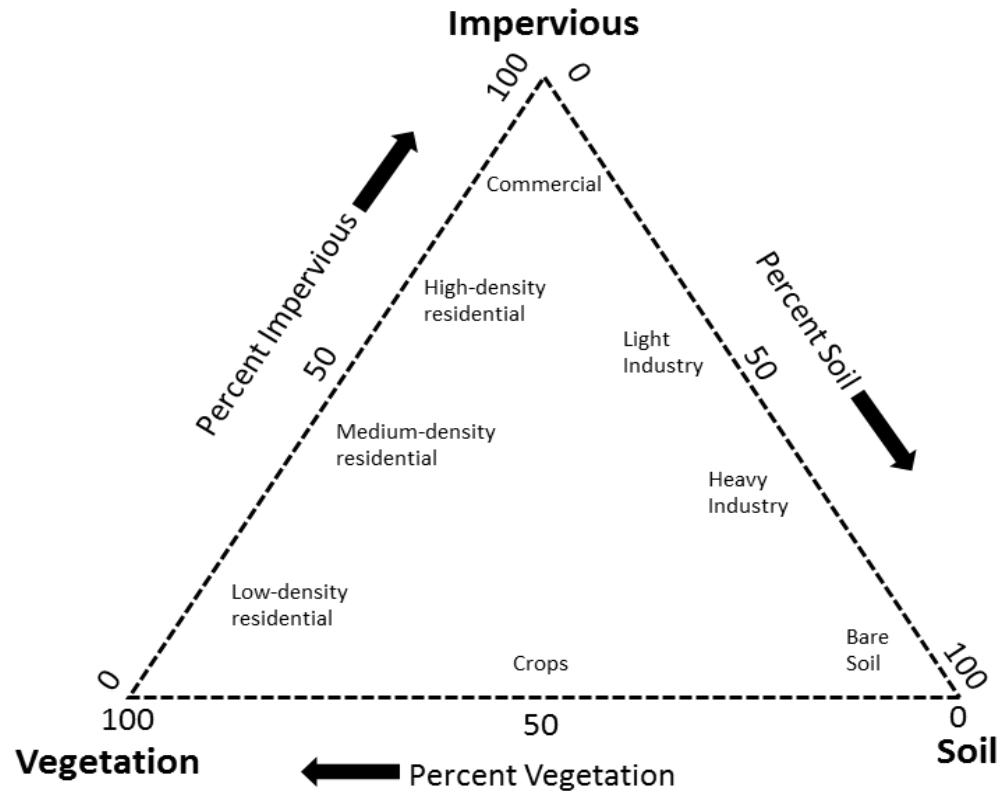 Impervious
100
0
Commercial
Percent Impervious
Percent Soil
High-density
residential
Light
Industry
50
50
Medium-density
residential
Heavy
Industry
Low-density
residential
Bare
Soil
Crops
0
100
100
50
0
Vegetation
Soil
Percent Vegetation